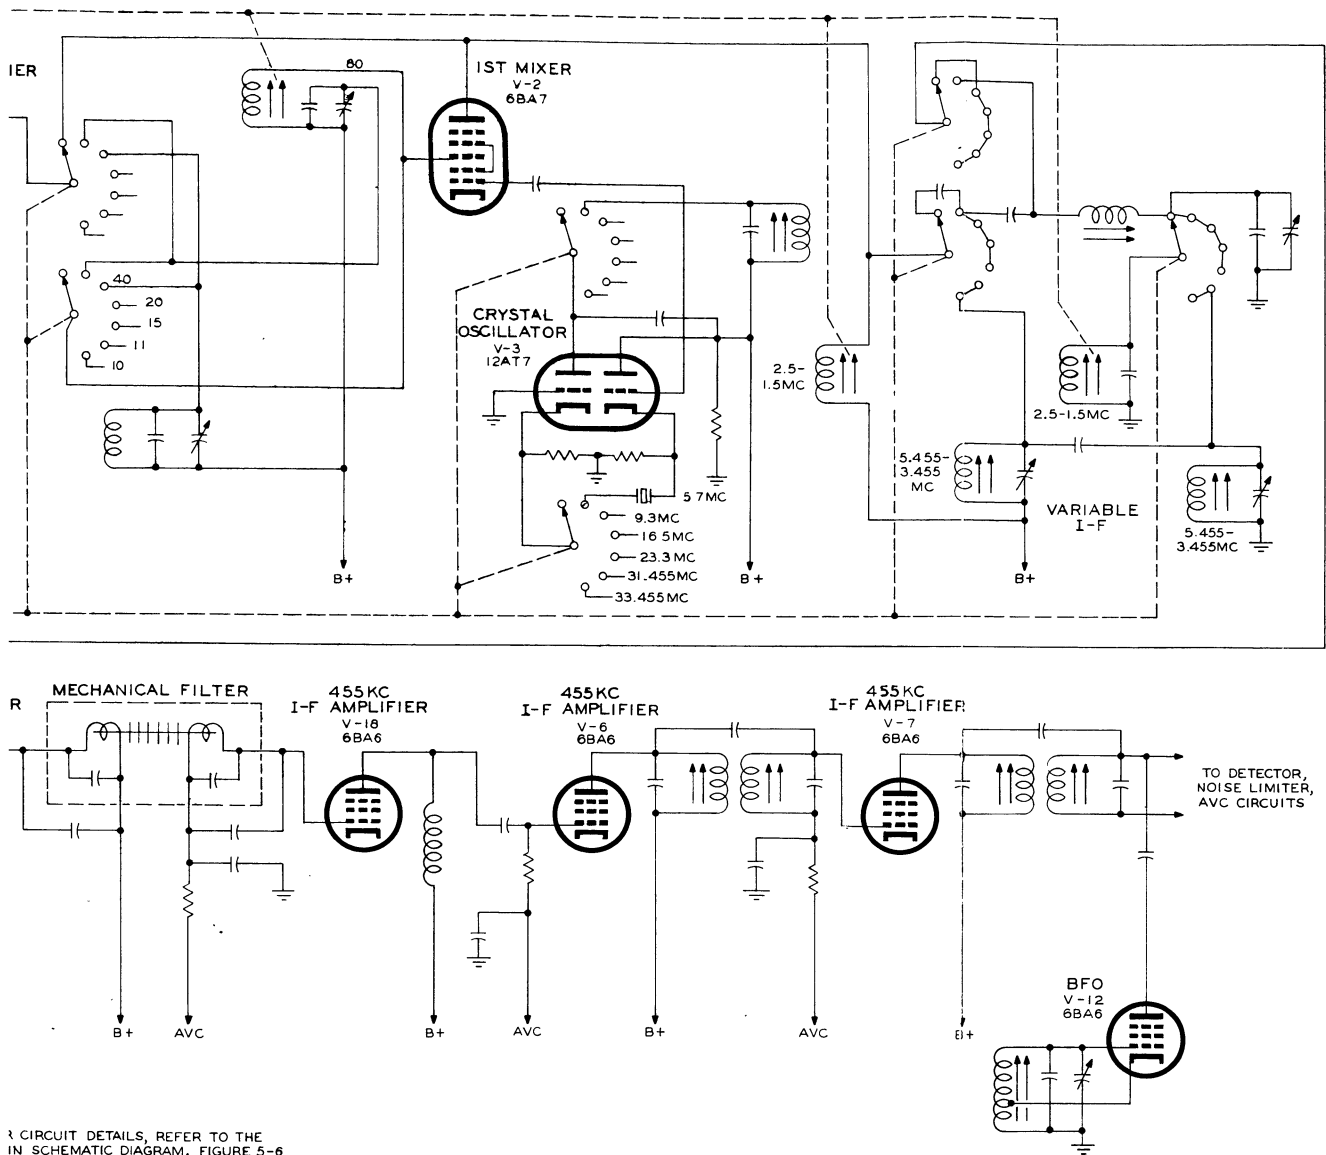 IER
80
1ST MIXER
V-2
6BA7
40
20
15
11
10
CRYSTAL
OSCILLATOR
V-3
12AT7
5.7MC
9.3MC
16.5MC
23.3MC
31.455MC
33.455MC
B+
B+
2.5-
1.5MC
2.5-1.5MC
5.455-
3.455
MC
VARIABLE
I-F
5.455-
3.455MC
B+
R
MECHANICAL FILTER
455KC
I-F AMPLIFIER
V-18
6BA6
455KC
I-F AMPLIFIER
V-6
6BA6
455KC
I-F AMPLIFIER
V-7
6BA6
TO DETECTOR,
NOISE LIMITER,
AVC CIRCUITS
BFO
V-12
6BA6
B+
AVC
B+
AVC
B+
AVC
B+
R CIRCUIT DETAILS, REFER TO THE
IN SCHEMATIC DIAGRAM, FIGURE 5-6